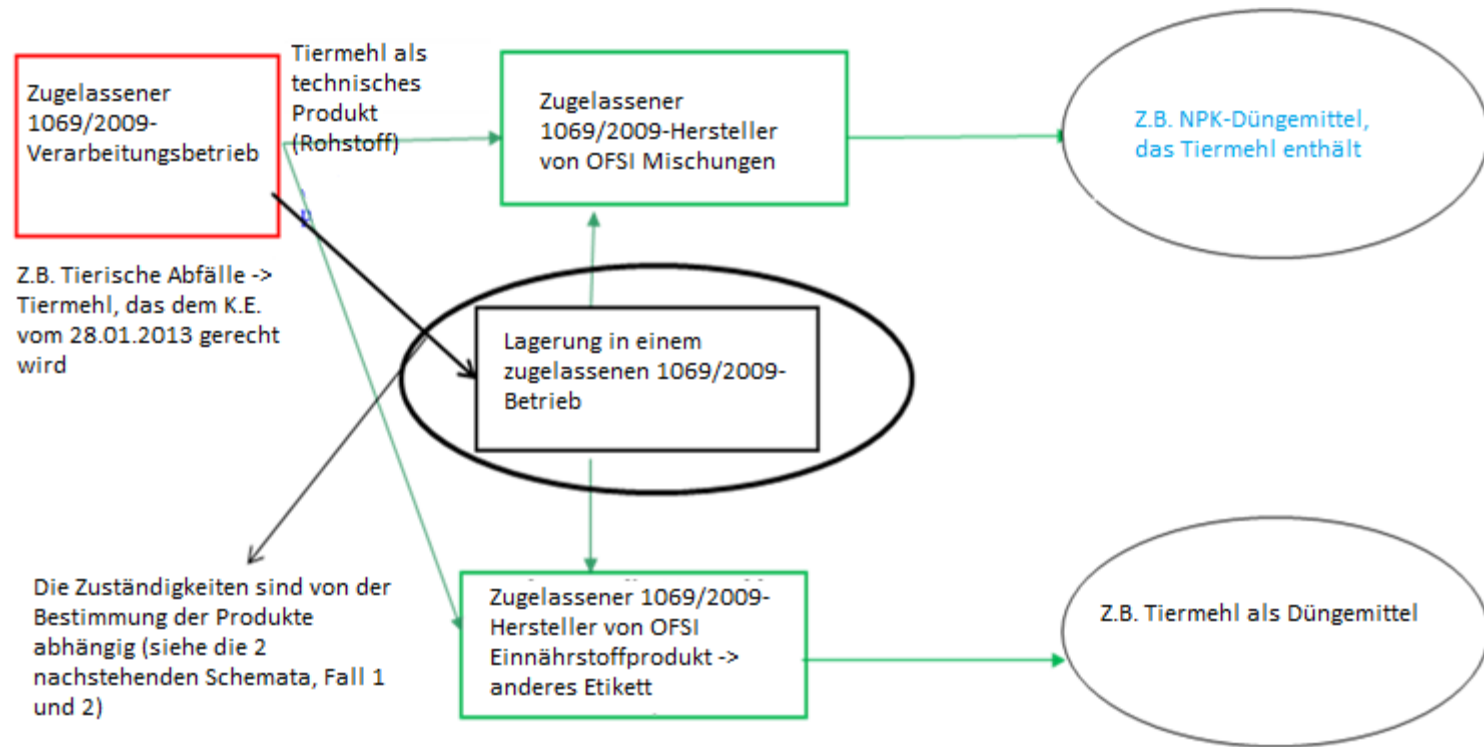 Zugelassener
1069/2009-
Verarbeitungsbetrieb
Tiermehl als
technisches
Produkt
(Rohstoff)
Zugelassener
1069/2009-Hersteller
von OFSI Mischungen
Z.B. NPK-Düngemittel,
das Tiermehl enthält
Z.B. Tierische Abfälle ->
Tiermehl, das dem K.E.
vom 28.01.2013 gerecht
wird
Lagerung in einem
zugelassenen 1069/2009-
Betrieb
Die Zuständigkeiten sind von der
Bestimmung der Produkte
abhängig (siehe die 2
nachstehenden Schemata, Fall 1
und 2)
Zugelassener 1069/2009-
Hersteller von OFSI
Einnährstoffprodukt ->
anderes Etikett
Z.B. Tiermehl als Düngemittel